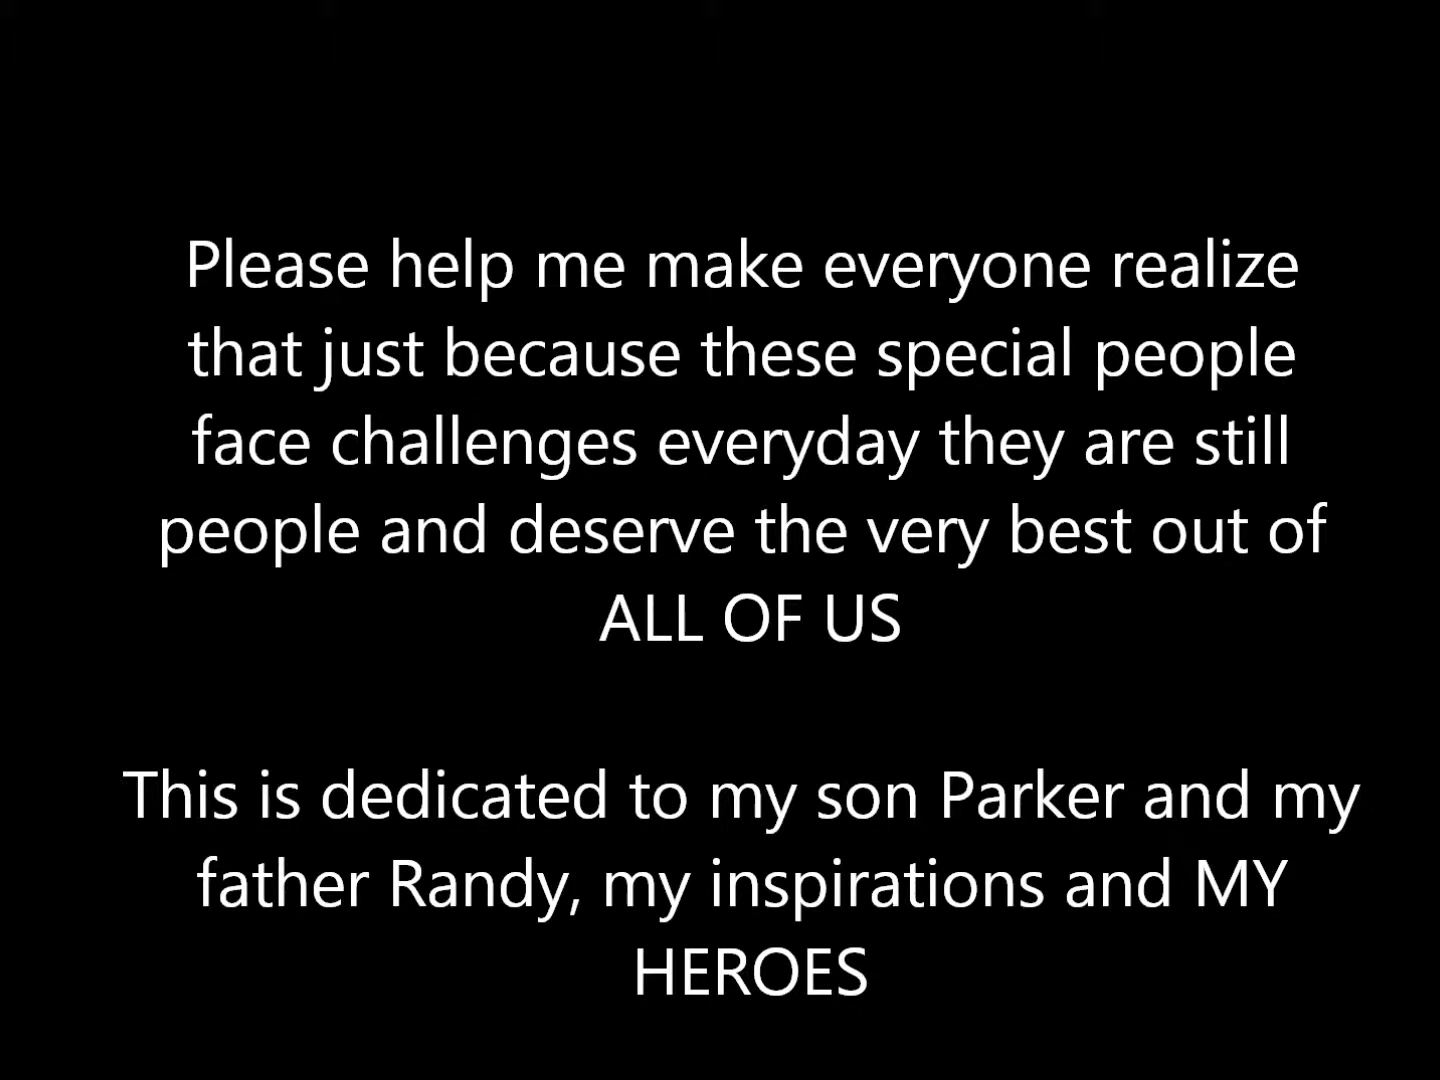 Please help me make everyone realize
that just because these special people
face challenges everyday they are still
people and deserve the very best out of
ALL OF US
This is dedicated to my son Parker and my
father Randy, my inspirations and MY
HEROES